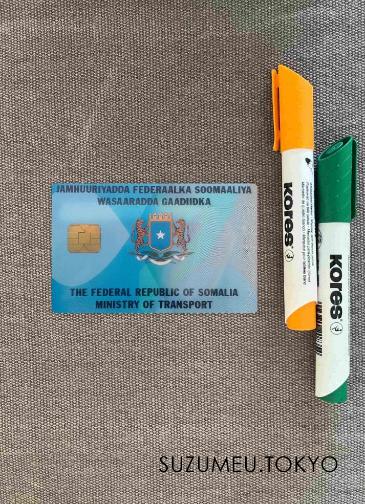 JAMHUURIYADDA FEDERAALKA SOOMAALIYA
WASAARADDA GAADIIDKA
THE FEDERAL REPUBLIC OF SOMALIA
MINISTRY OF TRANSPORT
kores
kores
SUZUMEU.TOKYO